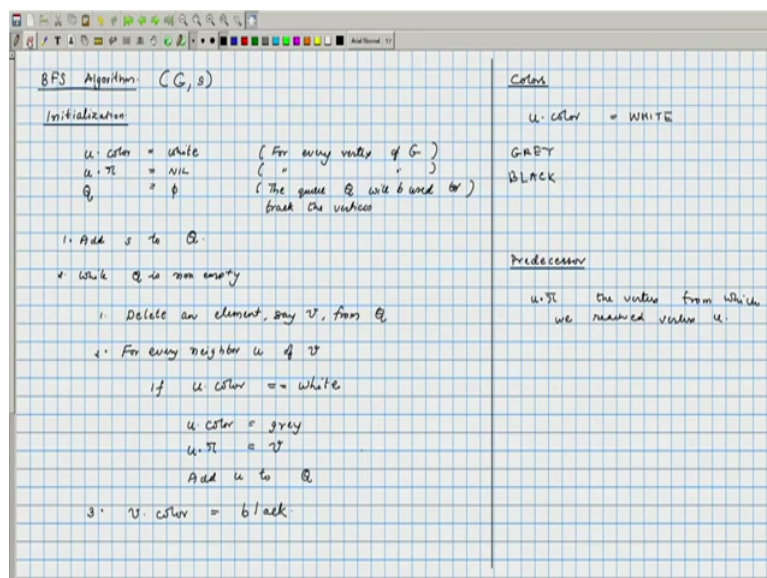 BFS Algorithm. (G, s)
Initialization
u. color = white (For every vertex of G)
u. π = NIL ( " " )
Q = φ (The queue Q will b used to)
track the vertices
1. Add s to Q.
2. While Q is non empty
1. Delete an element, say v, from Q
2. For every neighbor u of v
if u. color == white
u. color = grey
u. π = v
Add u to Q
3. v. color = black.
Colors
u. color = WHITE
GREY
BLACK
Predecessor
u. π the vertex from which
we reached vertex u.